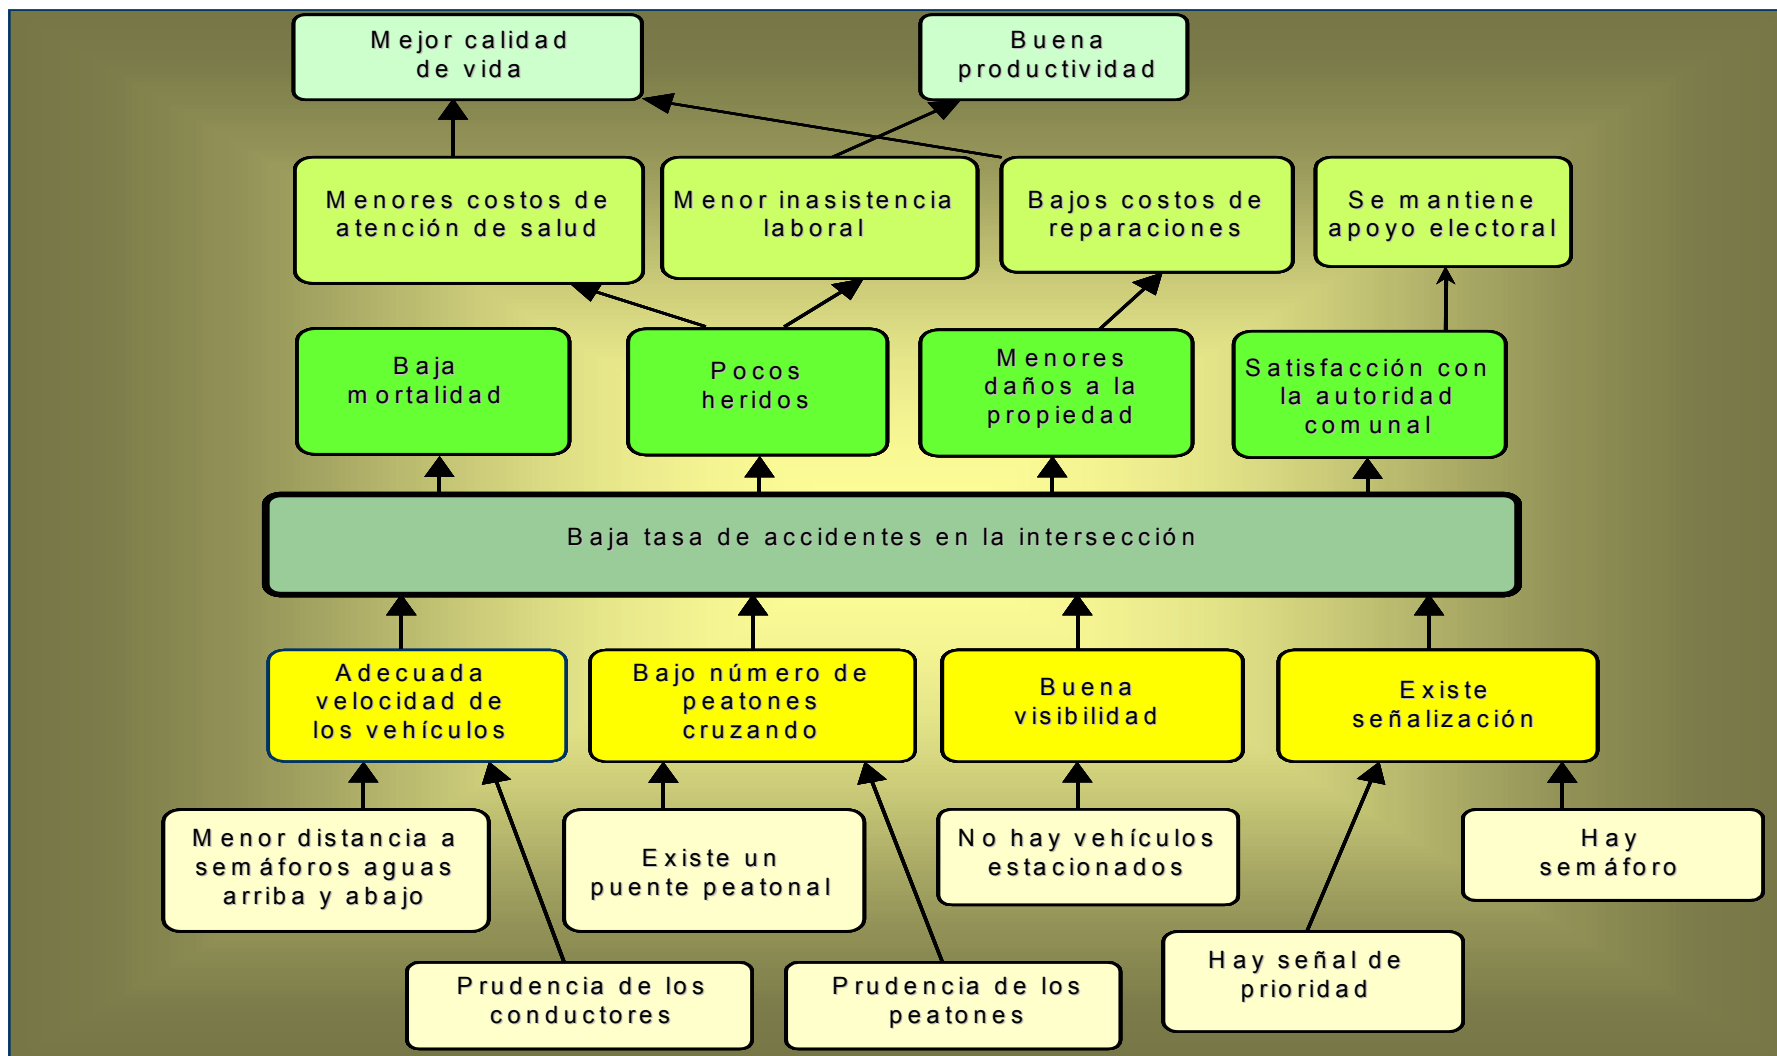 Mejor calidad
de vida
Buena
productividad
Menores costos de
atención de salud
Menor inasistencia
laboral
Bajos costos de
reparaciones
Se mantiene
apoyo electoral
Baja
mortalidad
Pocos
heridos
Menores
daños a la
propiedad
Satisfacción con
la autoridad
comunal
Baja tasa de accidentes en la intersección
Adecuada
velocidad de
los vehículos
Bajo número de
peatones
cruzando
Buena
visibilidad
Existe
señalización
Menor distancia a
semáforos aguas
arriba y abajo
Existe un
puente peatonal
No hay vehículos
estacionados
Hay
semáforo
Prudencia de los
conductores
Prudencia de los
peatones
Hay señal de
prioridad